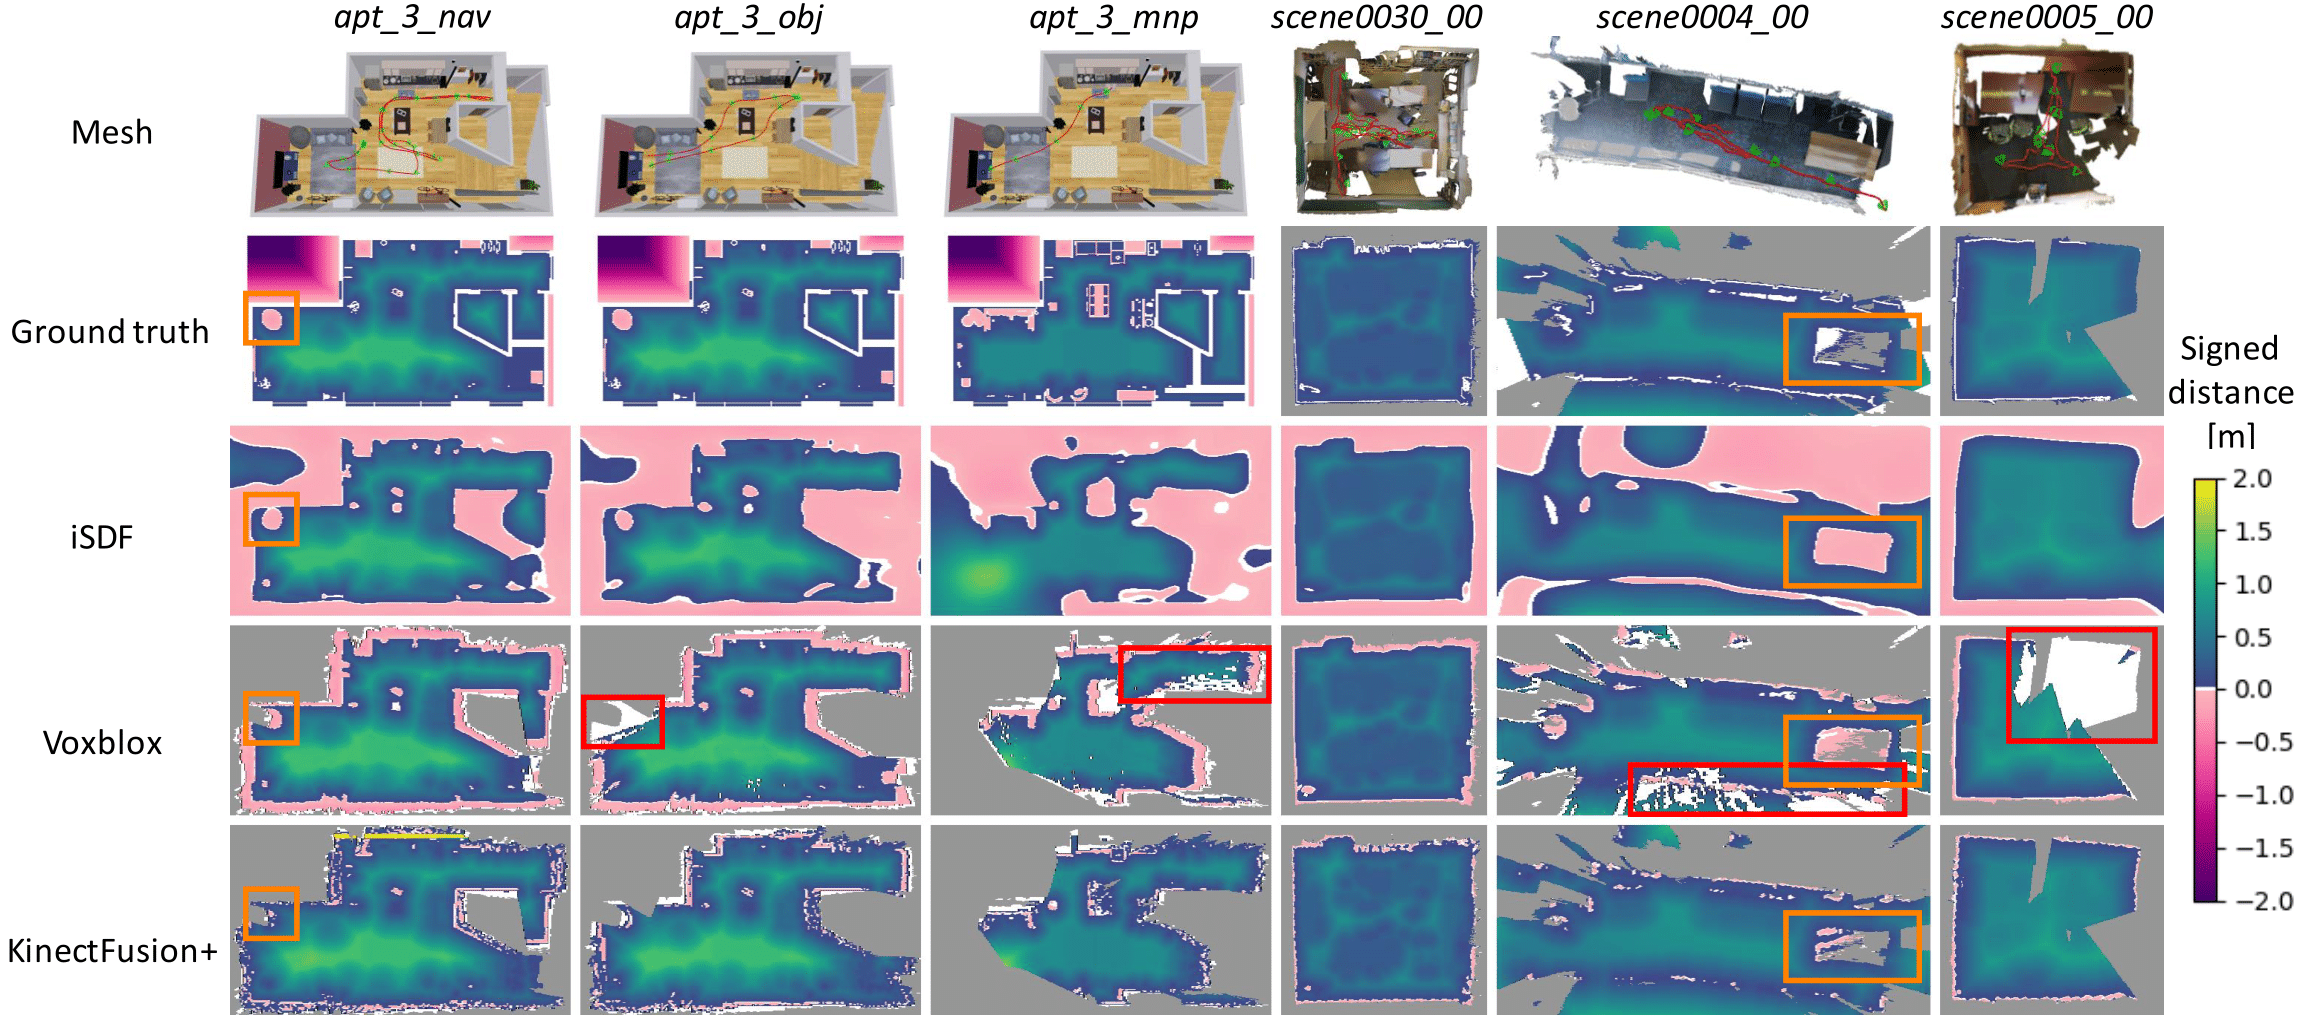 apt_3_nav apt_3_obj apt_3_mnp scene0030_00 scene0004_00 scene0005_00
Mesh
Ground truth
iSDF
Voxblox
KinectFusion+
Signed
distance
[m]
2.0
1.5
1.0
0.5
0.0
−0.5
−1.0
−1.5
−2.0